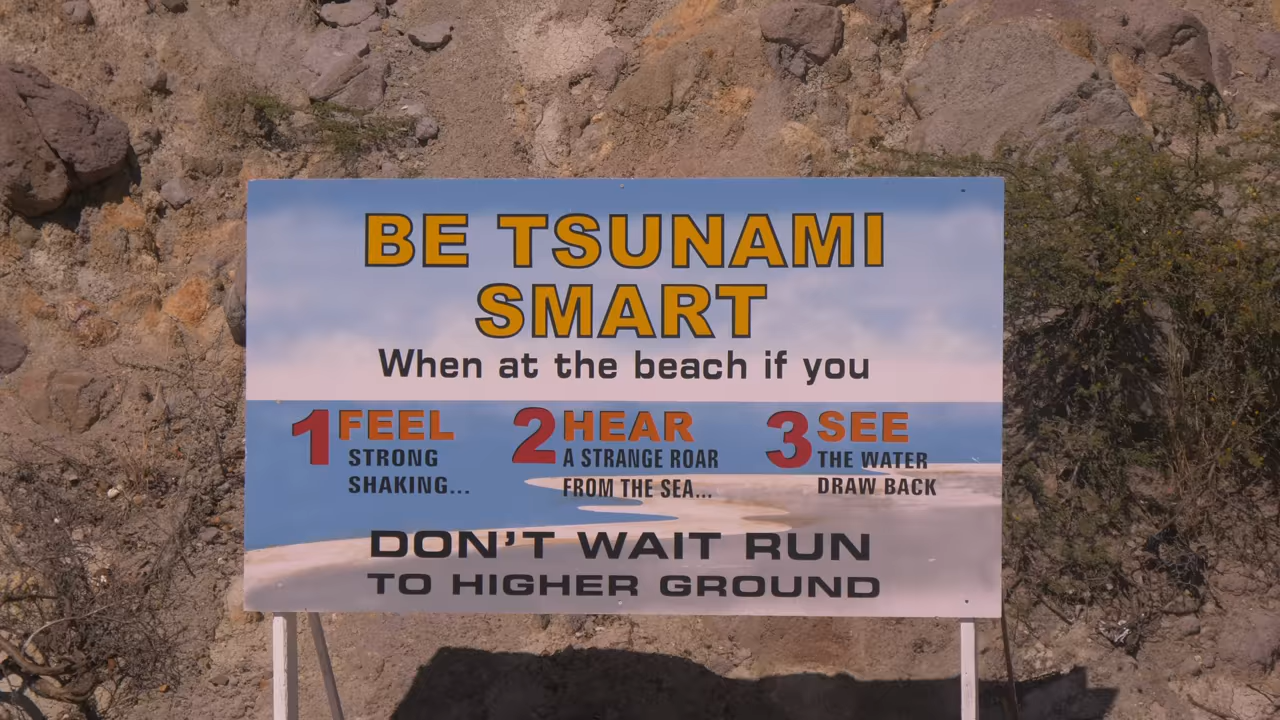 BE TSUNAMI
SMART
When at the beach if you
1 FEEL
STRONG
SHAKING...
2 HEAR
A STRANGE ROAR
FROM THE SEA...
3 SEE
THE WATER
DRAW BACK
DON'T WAIT RUN
TO HIGHER GROUND